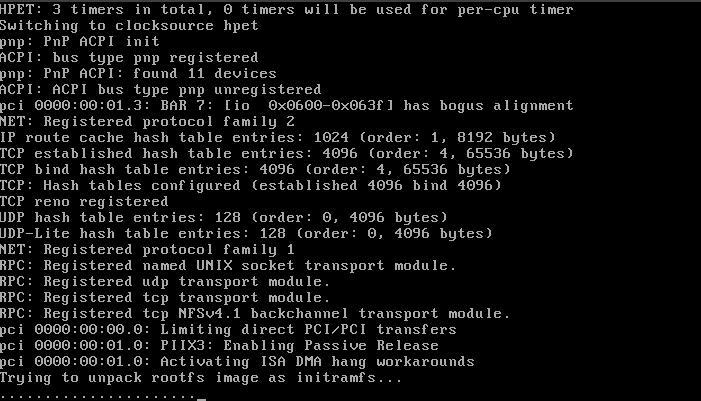 HPET: 3 timers in total, 0 timers will be used for per-cpu timer
Switching to clocksource hpet
pnp: PnP ACPI init
ACPI: bus type pnp registered
pnp: PnP ACPI: found 11 devices
ACPI: ACPI bus type pnp unregistered
pci 0000:00:01.3: BAR 7: [io  0x0600-0x063f] has bogus alignment
NET: Registered protocol family 2
IP route cache hash table entries: 1024 (order: 1, 8192 bytes)
TCP established hash table entries: 4096 (order: 4, 65536 bytes)
TCP bind hash table entries: 4096 (order: 4, 65536 bytes)
TCP: Hash tables configured (established 4096 bind 4096)
TCP reno registered
UDP hash table entries: 128 (order: 0, 4096 bytes)
UDP-Lite hash table entries: 128 (order: 0, 4096 bytes)
NET: Registered protocol family 1
RPC: Registered named UNIX socket transport module.
RPC: Registered udp transport module.
RPC: Registered tcp transport module.
RPC: Registered tcp NFSv4.1 backchannel transport module.
pci 0000:00:00.0: Limiting direct PCI/PCI transfers
pci 0000:00:01.0: PIIX3: Enabling Passive Release
pci 0000:00:01.0: Activating ISA DMA hang workarounds
Trying to unpack rootfs image as initramfs...
......................_